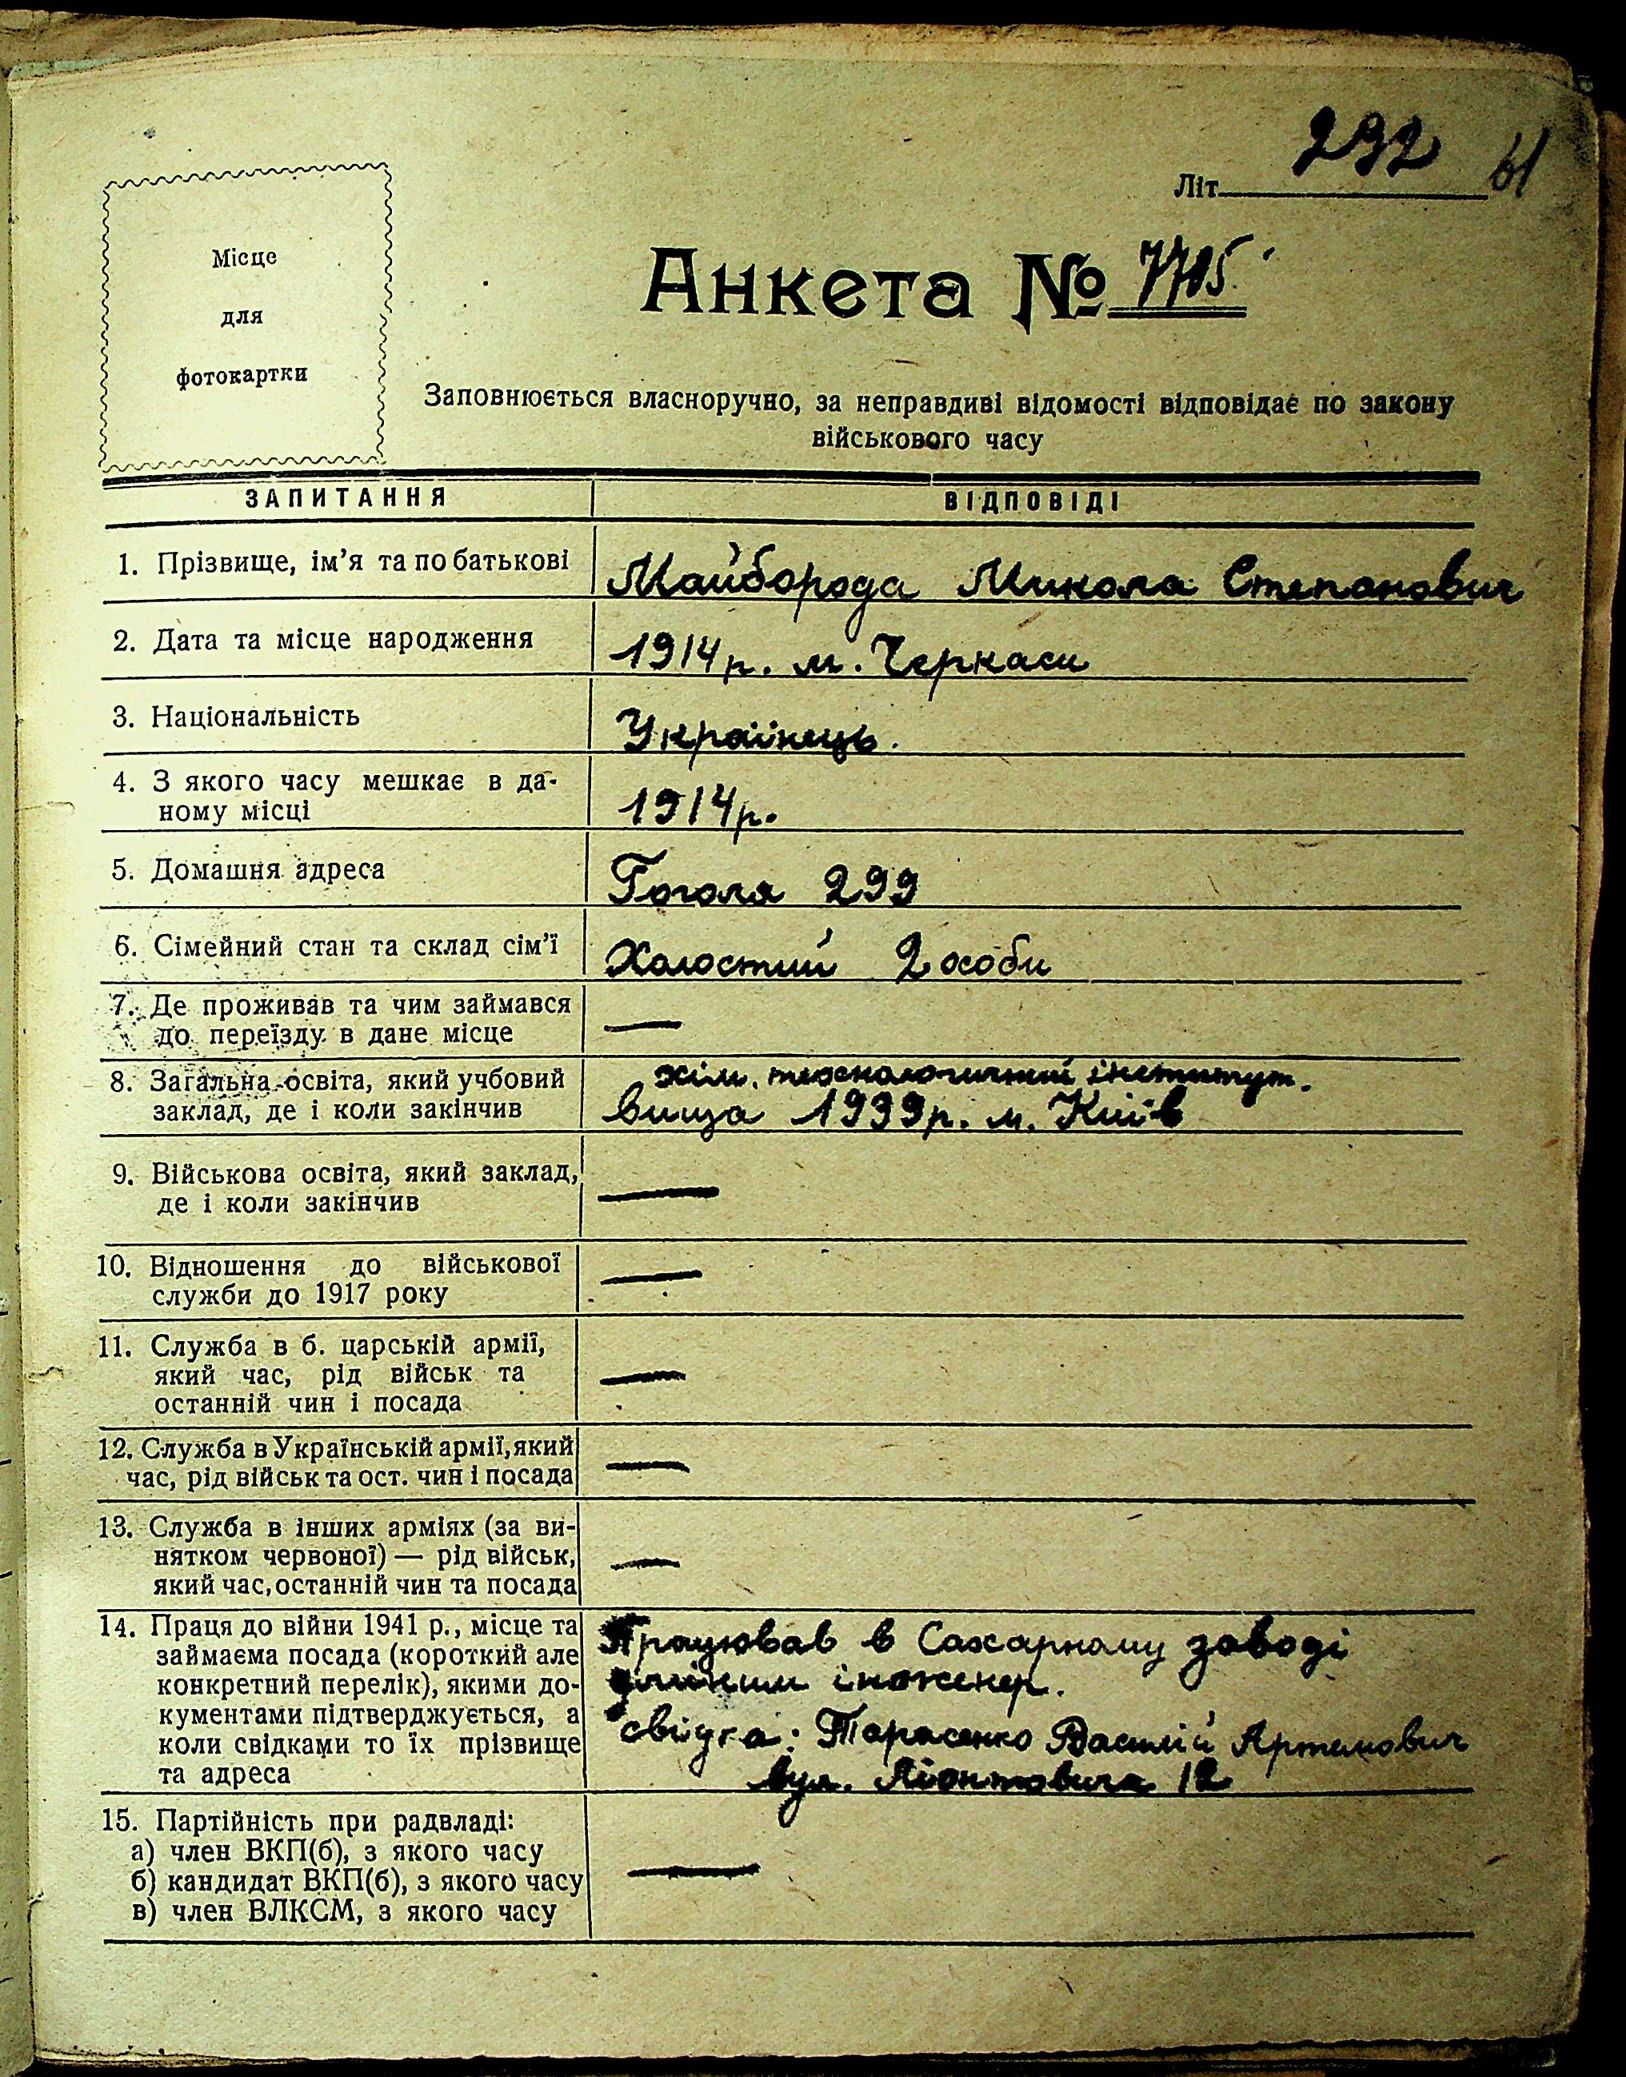 292 61
Літ
Місце
для
фотокартки
Анкета № 7705
Заповнюється власноручно, за неправдиві відомості відповідає по закону
військового часу
ЗАПИТАННЯ ВІДПОВІДІ
1. Прізвище, ім’я та по батькові Майборода Микола Степанович
2. Дата та місце народження 1914 р. м. Черкаси
3. Національність Українець.
4. З якого часу мешкає в да-
ному місці 1914 р.
5. Домашня адреса Гоголя 299
6. Сімейний стан та склад сім’ї Холостий 2 особи
7. Де проживав та чим займався
до переїзду в дане місце —
8. Загальна освіта, який учбовий хім. технологичний інститут.
заклад, де і коли закінчив Вища 1939 р. м. Київ
9. Військова освіта, який заклад,
де і коли закінчив —
10. Відношення до військової
служби до 1917 року —
11. Служба в б. царській армії,
який час, рід військ та
останній чин і посада —
12. Служба в Українській армії, який
час, рід військ та ост. чин і посада —
13. Служба в інших арміях (за ви-
нятком червоної) — рід військ,
який час, останній чин та посада —
14. Праця до війни 1941 р., місце та Працював в Сахарному заводі
займаєма посада (короткий але
конкретний перелік), якими до- інженер.
кументами підтверджується, а свідка: Тарасенко Василій Артемович
коли свідками то їх прізвище
та адреса вул. Леонтовича 12
15. Партійність при радвладі:
а) член ВКП(б), з якого часу
б) кандидат ВКП(б), з якого часу —
в) член ВЛКСМ, з якого часу